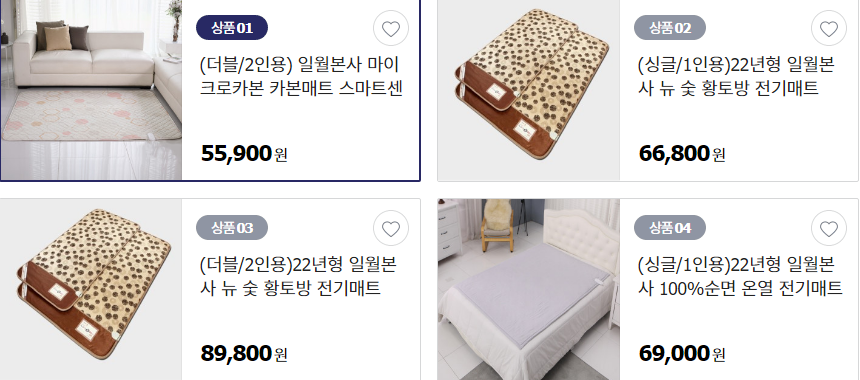 상품 01
(더블/2인용) 일월본사 마이
크로카본 카본매트 스마트센
55,900원
상품 02
(싱글/1인용)22년형 일월본
사 뉴 숯 황토방 전기매트
66,800원
상품 03
(더블/2인용)22년형 일월본
사 뉴 숯 황토방 전기매트
89,800원
상품 04
(싱글/1인용)22년형 일월본
사 100%순면 온열 전기매트
69,000원